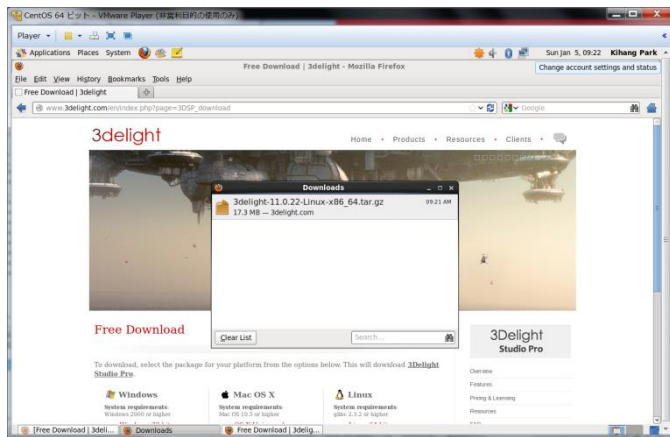 CentOS 64 ビット - VMware Player (非営利目的の使用のみ)
Player
Applications Places System
Sun Jan 5, 09:22 Kihang Park
Free Download | 3delight - Mozilla Firefox
Change account settings and status
File Edit View History Bookmarks Tools Help
Free Download | 3delight
www.3delight.com/en/index.php?page=3DSP_download
Google
3delight
Home • Products • Resources • Clients •
Downloads
3delight-11.0.22-Linux-x86_64.tar.gz
09:21 AM
17.3 MB — 3delight.com
Clear List
Search...
Free Download
3Delight
Studio Pro
To download, select the package for your platform from the options below. This will download 3Delight
Studio Pro.
Overview
Features
Pricing & Licensing
Resources
Windows
Mac OS X
Linux
System requirements:
Windows 2000 or higher
System requirements:
Mac OS 10.5 or higher
System requirements:
glibc 2.3.2 or higher
[Free Download | 3deli...
Downloads
Free Download | 3delig...